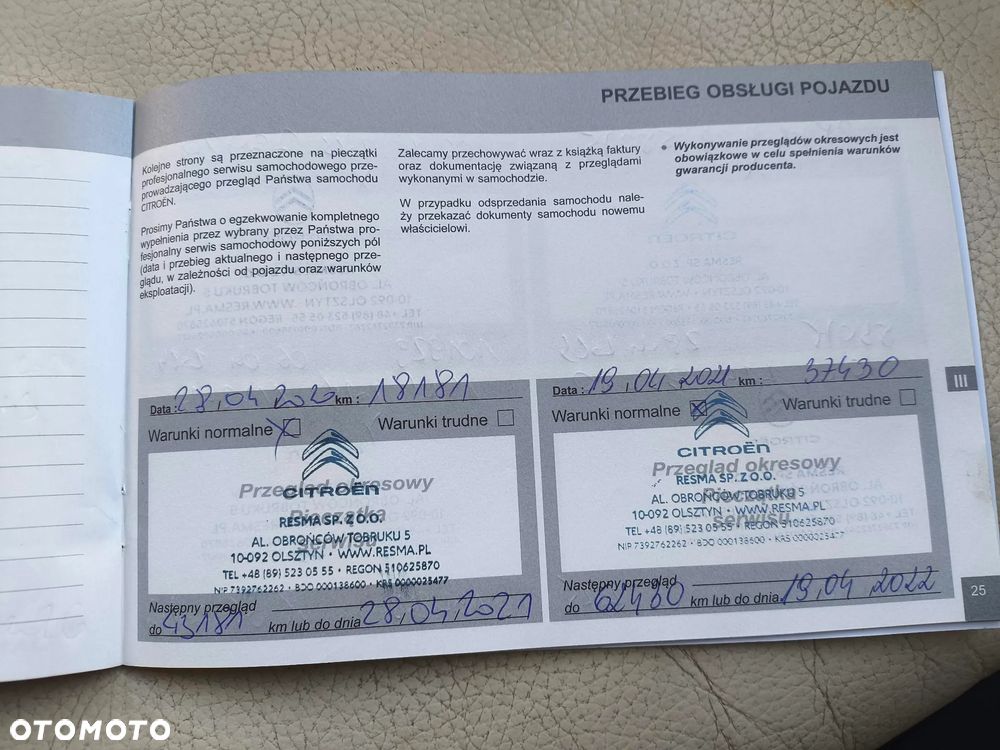 PRZEBIEG OBSŁUGI POJAZDU
Kolejne strony są przeznaczone na pieczątki
profesjonalnego serwisu samochodowego prze-
prowadzającego przegląd Państwa samochodu
CITROËN.
Prosimy Państwa o egzekwowanie kompletnego
wypełnienia przez wybrany przez Państwa pro-
fesjonalny serwis samochodowy poniższych pól
(data i przebieg aktualnego i następnego prze-
glądu, w zależności od pojazdu oraz warunków
eksploatacji).
Zalecamy przechowywać wraz z książką faktury
oraz dokumentację związaną z przeglądami
wykonanymi w samochodzie.
W przypadku odsprzedania samochodu nale-
ży przekazać dokumenty samochodu nowemu
właścicielowi.
• Wykonywanie przeglądów okresowych jest
obowiązkowe w celu spełnienia warunków
gwarancji producenta.
Data : 28,04 2020 km : 18181
Warunki normalne Warunki trudne
CITROËN
Przegląd okresowy
Pieczątka
serwisu
RESMA SP. Z O.O.
AL. OBROŃCÓW TOBRUKU 5
10-092 OLSZTYN · WWW.RESMA.PL
TEL +48 (89) 523 05 55 · REGON 510625870
NIP 7392762262 · BDO 000138600 · KRS 0000025477
Następny przegląd
do 43181 km lub do dnia 28,04,2021
Data : 19,04 2021 km : 37430
Warunki normalne Warunki trudne
CITROËN
Przegląd okresowy
Pieczątka
serwisu
RESMA SP. Z O.O.
AL. OBROŃCÓW TOBRUKU 5
10-092 OLSZTYN · WWW.RESMA.PL
TEL +48 (89) 523 05 55 · REGON 510625870
NIP 7392762262 · BDO 000138600 · KRS 0000025477
Następny przegląd
do 62430 km lub do dnia 19,04 2022
III
25
OTOMOTO